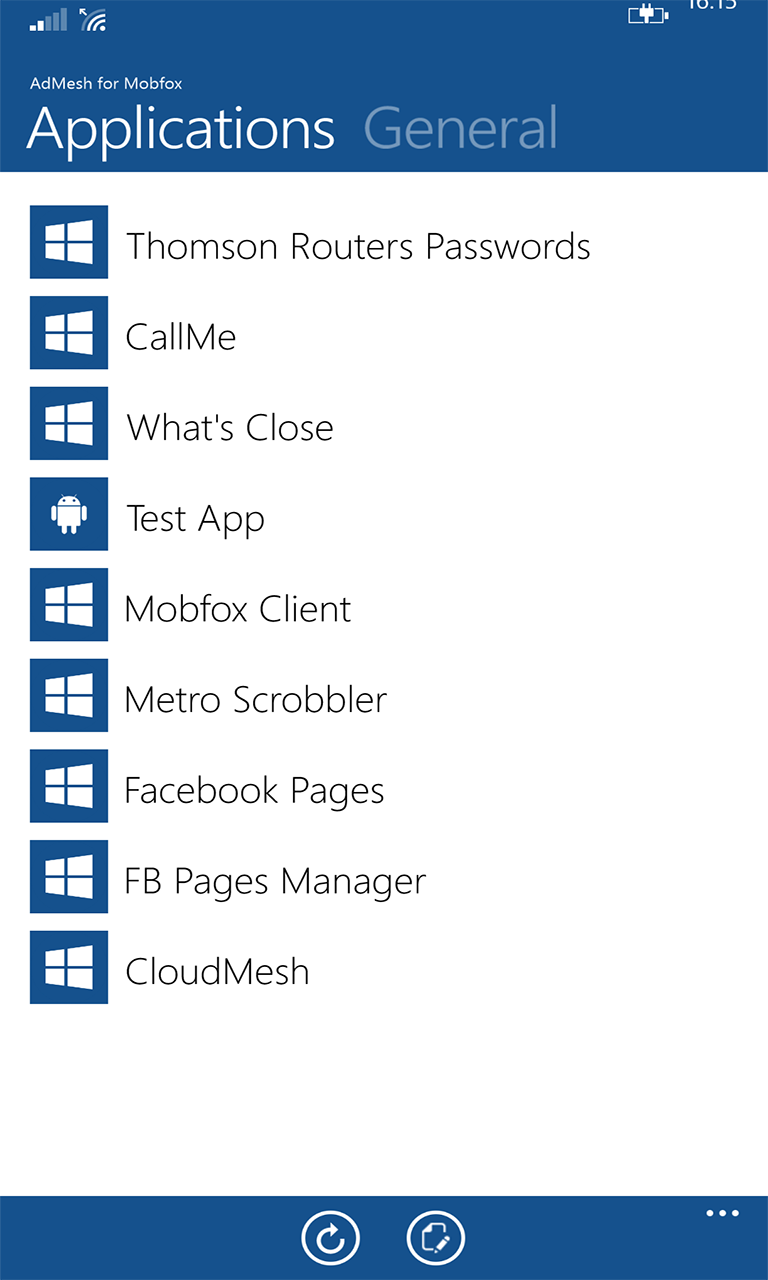 16:15
AdMesh for Mobfox
Applications General
Thomson Routers Passwords
CallMe
What's Close
Test App
Mobfox Client
Metro Scrobbler
Facebook Pages
FB Pages Manager
CloudMesh